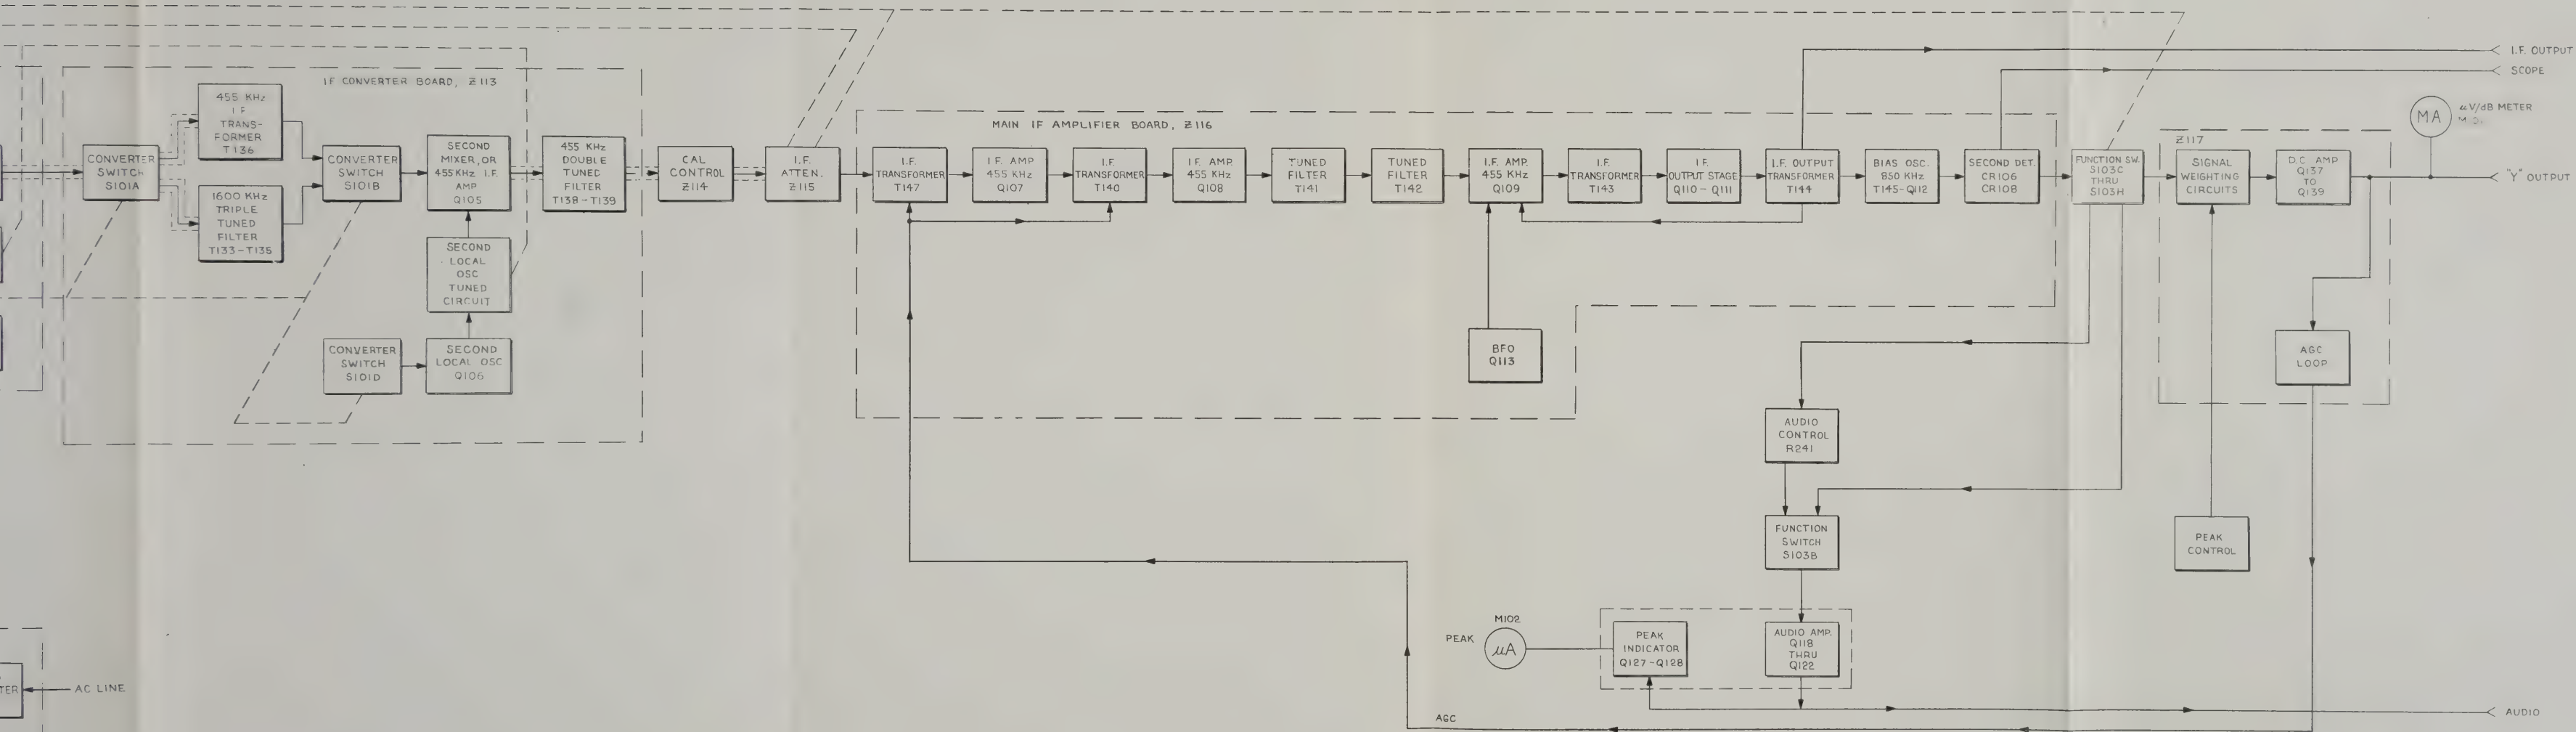 I.F. OUTPUT
SCOPE
IF CONVERTER BOARD, Z113
455 KHz
I.F.
TRANS-
FORMER
T136
CONVERTER
SWITCH
S101A
1600 KHz
TRIPLE
TUNED
FILTER
T133-T135
CONVERTER
SWITCH
S101B
SECOND
MIXER, OR
455 KHz I.F.
AMP
Q105
SECOND
LOCAL
OSC
TUNED
CIRCUIT
CONVERTER
SWITCH
S101D
SECOND
LOCAL OSC
Q106
455 KHz
DOUBLE
TUNED
FILTER
T138-T139
CAL
CONTROL
Z114
I.F.
ATTEN.
Z115
MAIN IF AMPLIFIER BOARD, Z116
I.F.
TRANSFORMER
T147
I.F. AMP
455 KHz
Q107
I.F.
TRANSFORMER
T140
I.F. AMP.
455 KHz
Q108
TUNED
FILTER
T141
TUNED
FILTER
T142
I.F. AMP.
455 KHz
Q109
I.F.
TRANSFORMER
T143
I.F.
OUTPUT STAGE
Q110-Q111
I.F. OUTPUT
TRANSFORMER
T144
BIAS OSC.
850 KHz
T145-Q112
SECOND DET.
CR106
CR108
FUNCTION SW.
S103C
THRU
S103H
Z117
SIGNAL
WEIGHTING
CIRCUITS
D.C. AMP
Q137
TO
Q139
MA
µV/dB METER
"Y" OUTPUT
BFO
Q113
AGC
LOOP
AUDIO
CONTROL
R241
FUNCTION
SWITCH
S103B
PEAK
CONTROL
M102
PEAK
µA
PEAK
INDICATOR
Q127-Q128
AUDIO AMP.
Q118
THRU
Q122
TER
AC LINE
AGC
AUDIO